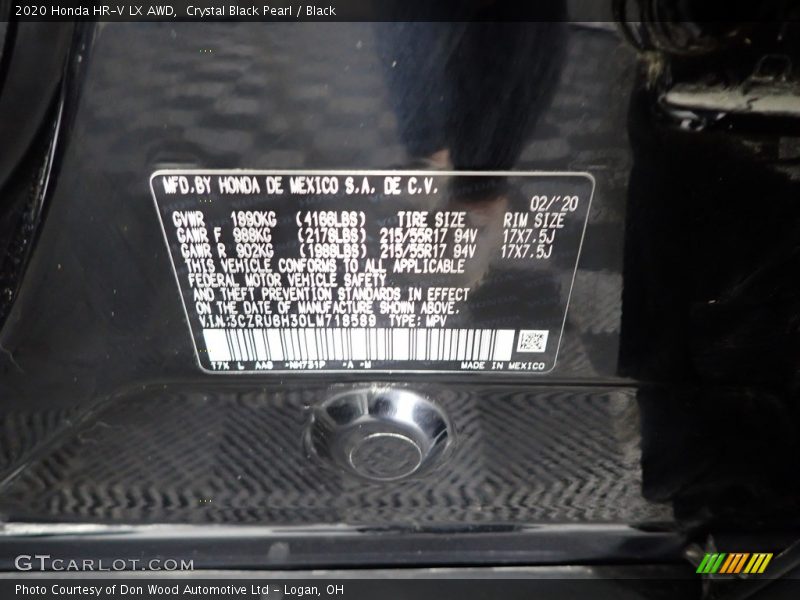 2020 Honda HR-V LX AWD,  Crystal Black Pearl / Black
MFD.BY HONDA DE MEXICO S.A. DE C.V.
02/'20
GVWR 1890KG (4166LBS) TIRE SIZE RIM SIZE
GAWR F 988KG (2178LBS) 215/55R17 94V 17X7.5J
GAWR R 902KG (1988LBS) 215/55R17 94V 17X7.5J
THIS VEHICLE CONFORMS TO ALL APPLICABLE
FEDERAL MOTOR VEHICLE SAFETY
AND THEFT PREVENTION STANDARDS IN EFFECT
ON THE DATE OF MANUFACTURE SHOWN ABOVE.
V.I.N.: TYPE: MPV
17X L AAS *NH731P *A *M MADE IN MEXICO
GTCARLOT.COM
Photo Courtesy of Don Wood Automotive Ltd - Logan, OH